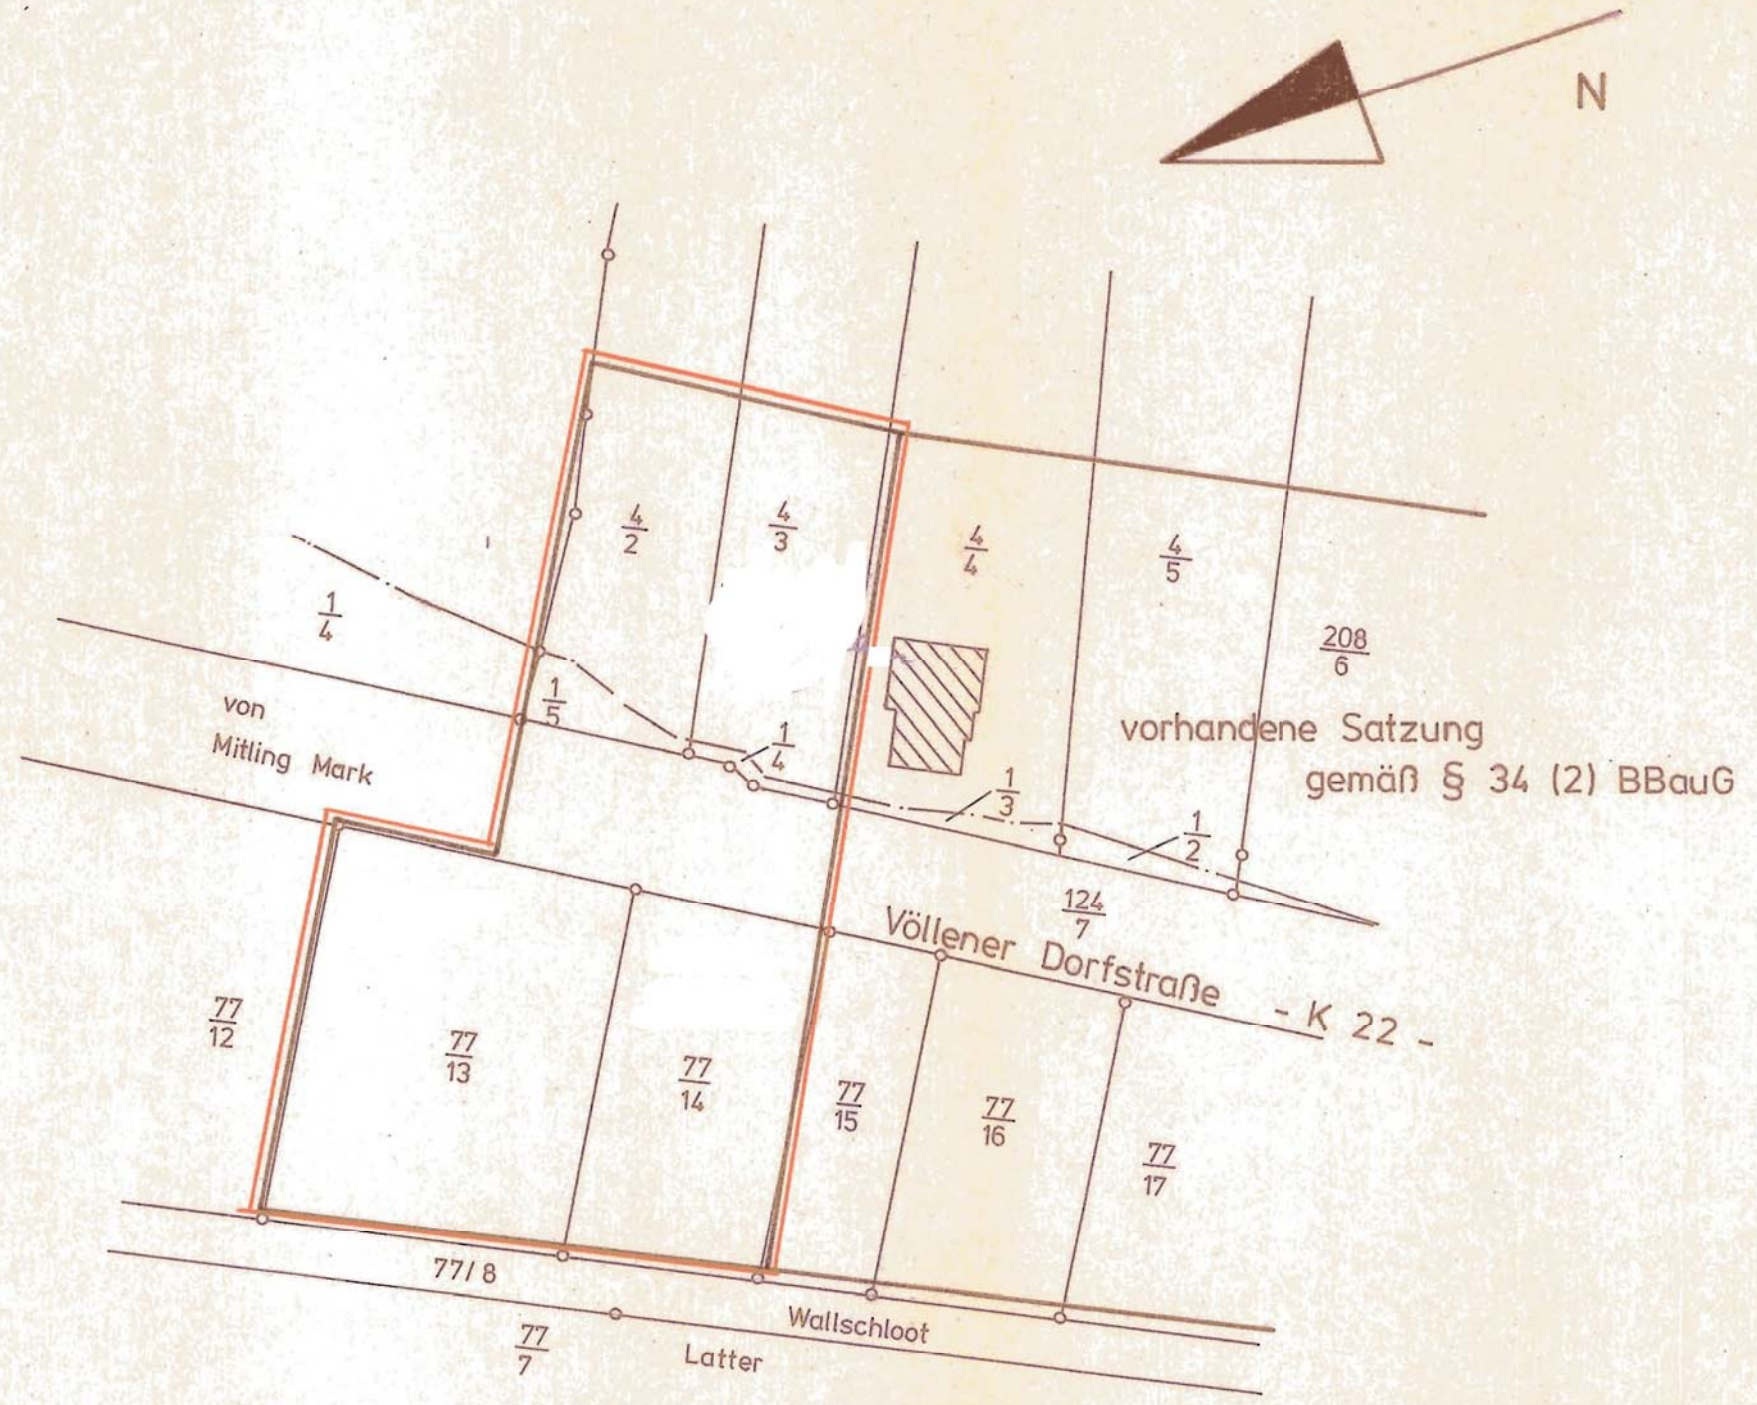 N
4/2
4/3
4/4
4/5
1/4
208/6
1/5
von
Mitling Mark
vorhandene Satzung
gemäß § 34 (2) BBauG
1/4
1/3
1/2
124/7
Völlener Dorfstraße - K 22 -
77/12
77/13
77/14
77/15
77/16
77/17
77/8
Wallschloot
77/7
Latter